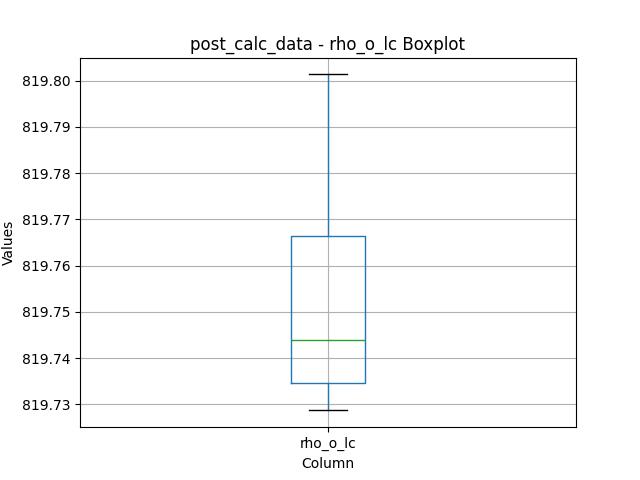 post_calc_data - rho_o_lc Boxplot
819.80
819.79
819.78
819.77
819.76
819.75
819.74
819.73
Values
rho_o_lc
Column